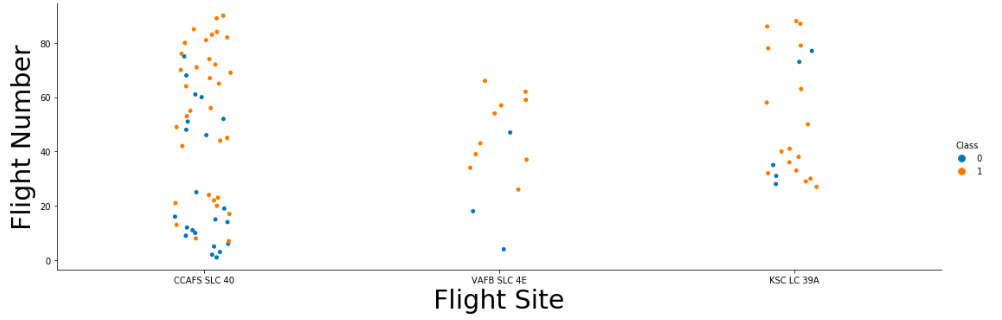 Flight Number
80
60
40
20
0
CCAFS SLC 40
VAFB SLC 4E
KSC LC 39A
Flight Site
Class
0
1